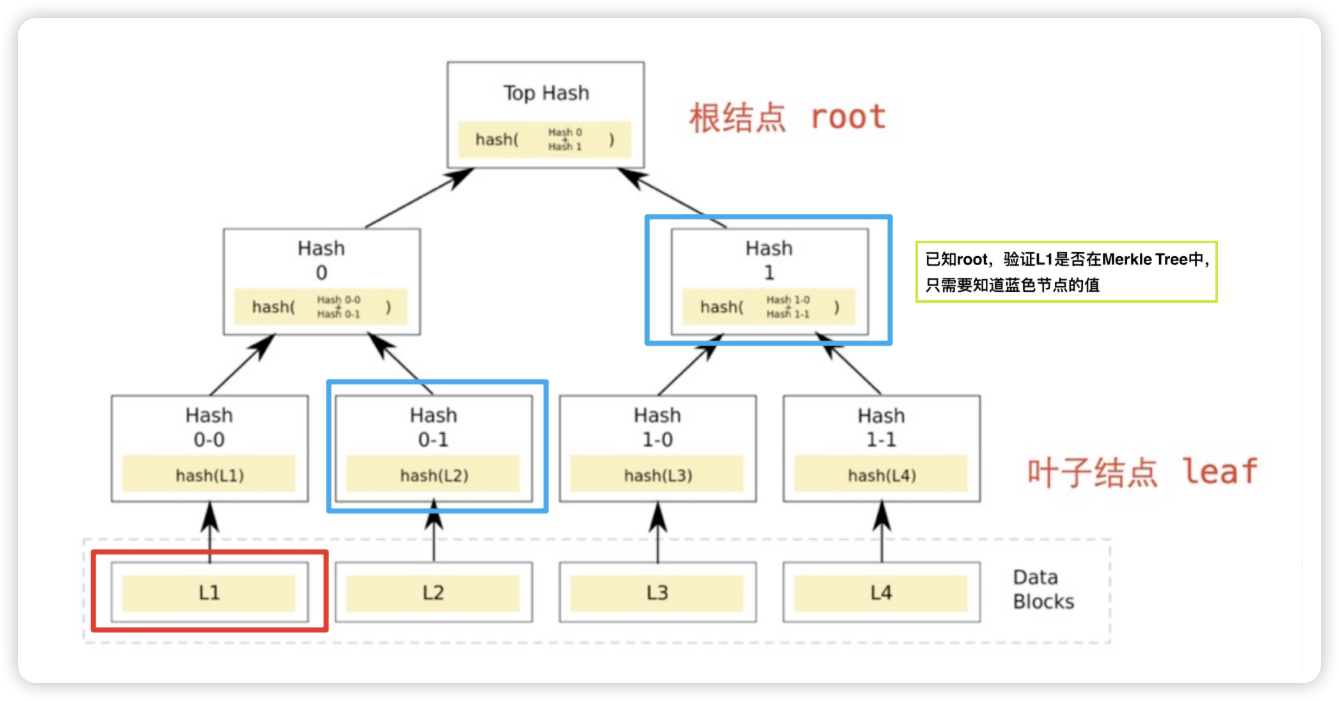 Top Hash
hash( Hash 0 + Hash 1 )
根结点 root
Hash
0
hash( Hash 0-0 + Hash 0-1 )
Hash
1
hash( Hash 1-0 + Hash 1-1 )
已知root，验证L1是否在Merkle Tree中，
只需要知道蓝色节点的值
Hash
0-0
hash(L1)
Hash
0-1
hash(L2)
Hash
1-0
hash(L3)
Hash
1-1
hash(L4)
叶子结点 leaf
L1
L2
L3
L4
Data
Blocks